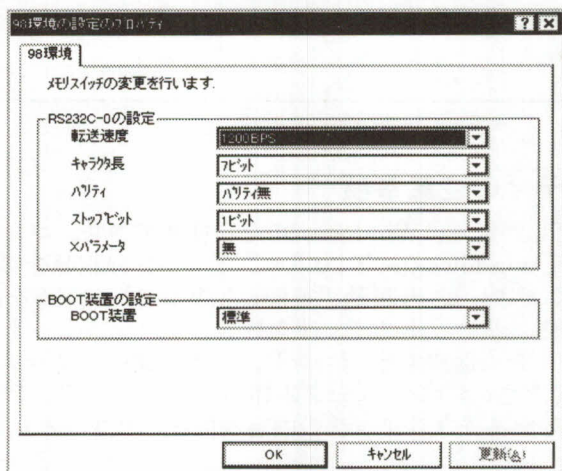 98環境の設定のプロパティ
98環境
メモリスイッチの変更を行います.
RS232C-0の設定
転送速度 1200BPS
キャラクタ長 7ビット
パリティ パリティ無
ストップビット 1ビット
×パラメータ 無
BOOT装置の設定
BOOT装置 標準
OK キャンセル 更新(A)